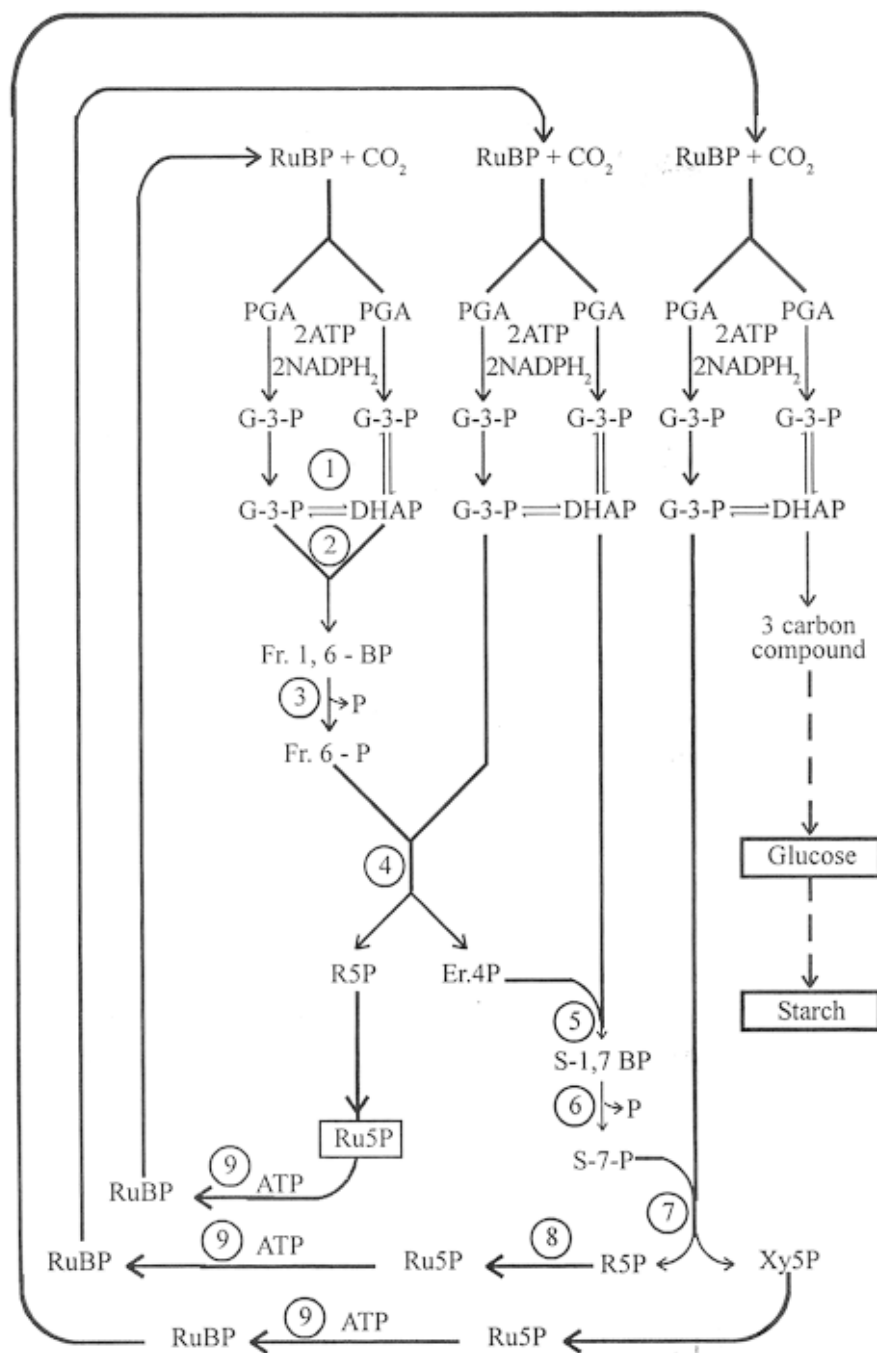 RuBP + CO₂ RuBP + CO₂ RuBP + CO₂
PGA PGA PGA PGA PGA PGA
2ATP 2ATP 2ATP
2NADPH₂ 2NADPH₂ 2NADPH₂
G-3-P G-3-P G-3-P G-3-P G-3-P G-3-P
1
G-3-P DHAP G-3-P DHAP G-3-P DHAP
2
3 carbon
compound
Fr. 1, 6 - BP
3 P
Fr. 6 - P
Glucose
4
R5P Er.4P
Starch
5
S-1,7 BP
6 P
Ru5P
S-7-P
9 ATP
RuBP
7
9 ATP 8
RuBP Ru5P R5P Xy5P
9 ATP
RuBP Ru5P